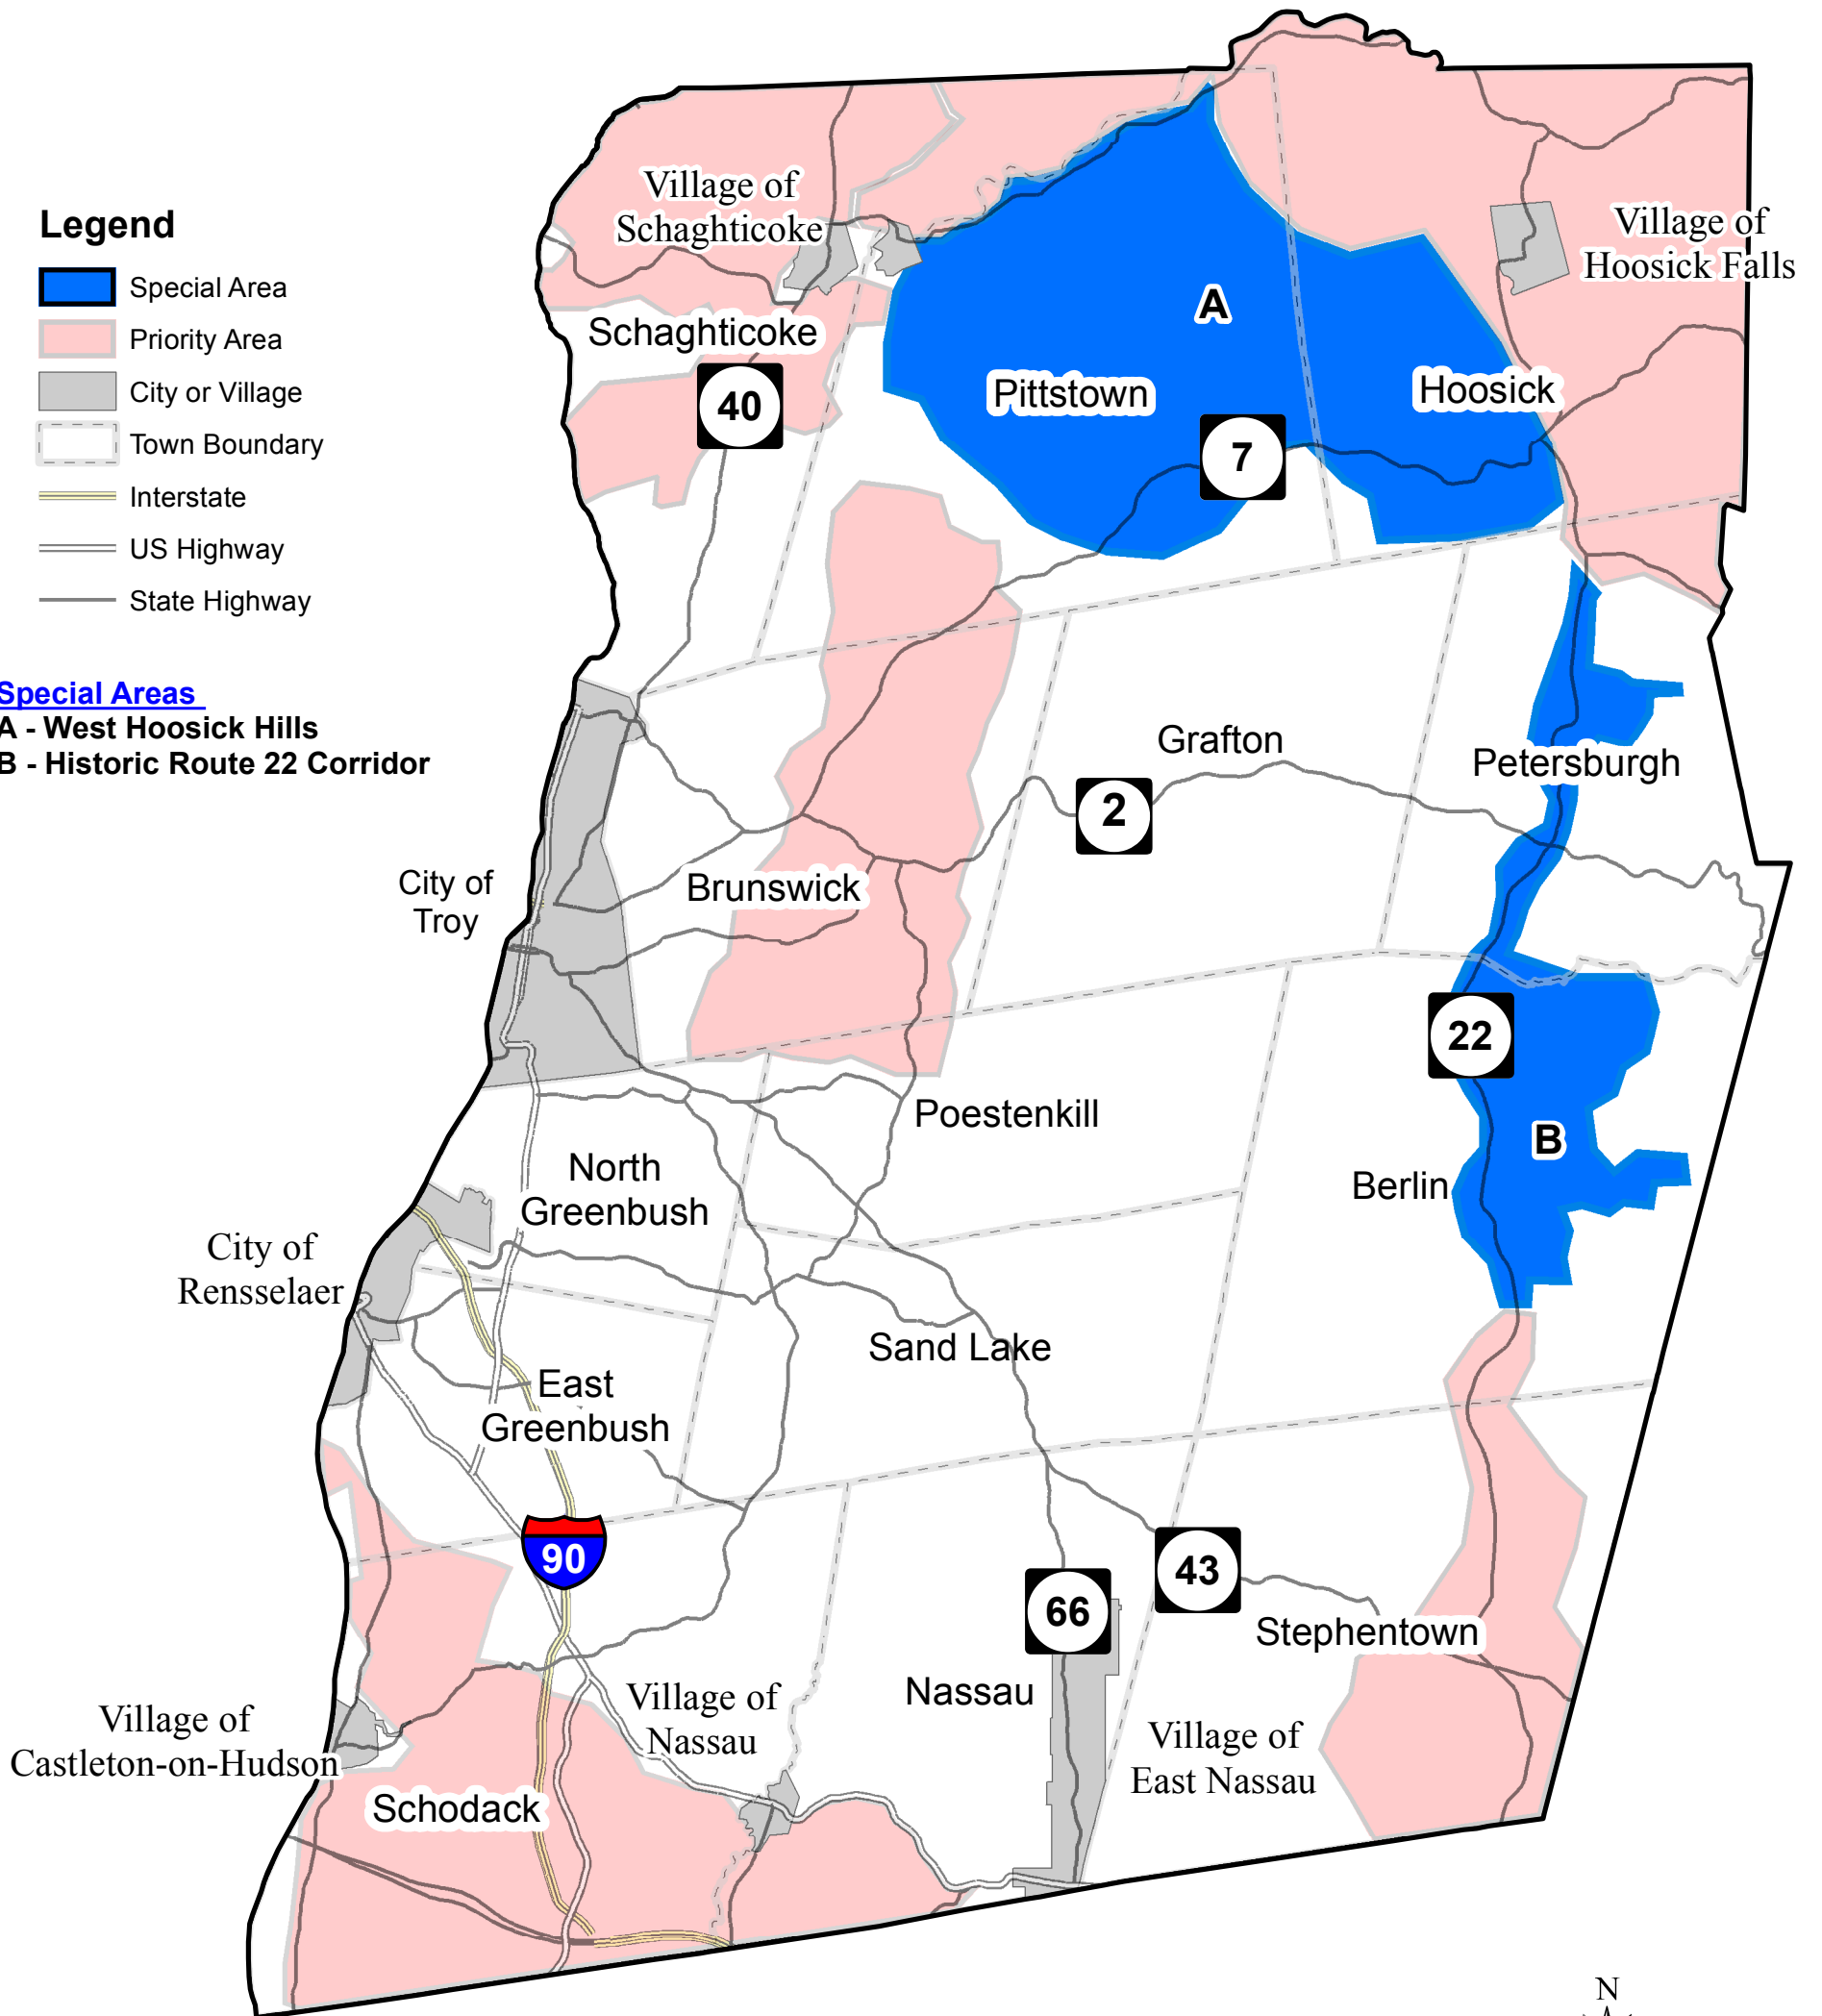 Legend
Special Area
Priority Area
City or Village
Town Boundary
Interstate
US Highway
State Highway
Special Areas
A - West Hoosick Hills
B - Historic Route 22 Corridor
Village of
Schaghticoke
Village of
Hoosick Falls
A
Schaghticoke
Pittstown
Hoosick
40
7
Grafton
Petersburgh
2
City of
Troy
Brunswick
22
Poestenkill
B
North
Greenbush
Berlin
City of
Rensselaer
Sand Lake
East
Greenbush
90
43
66
Stephentown
Nassau
Village of
Nassau
Village of
East Nassau
Village of
Castleton-on-Hudson
Schodack
N